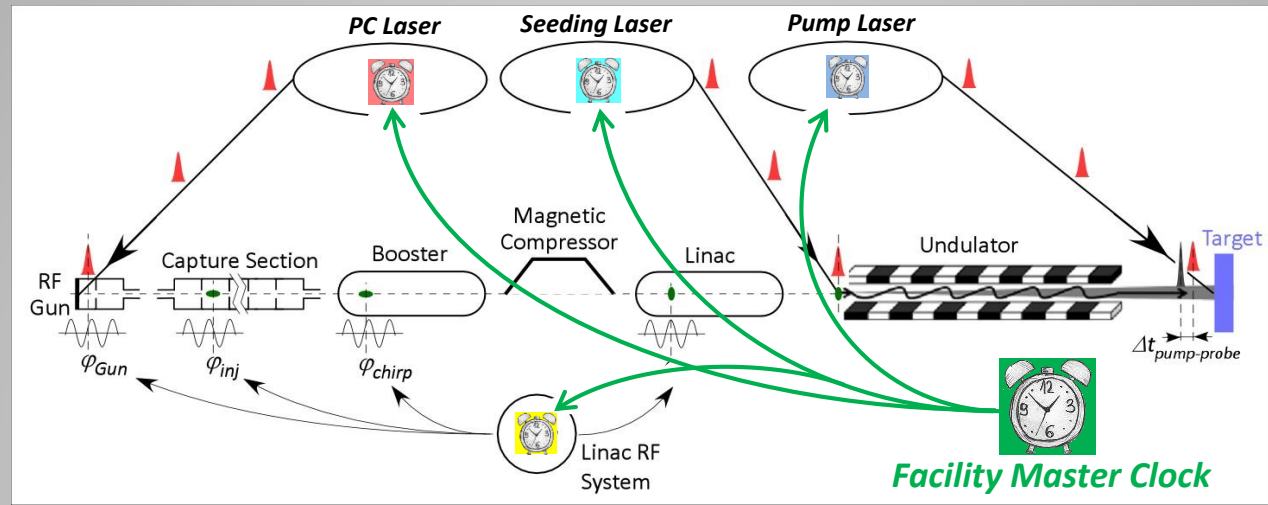 PC Laser
Seeding Laser
Pump Laser
RF
Gun
Capture Section
Booster
Magnetic
Compressor
Linac
Undulator
Target
φGun
φinj
φchirp
Δtpump-probe
Linac RF
System
Facility Master Clock